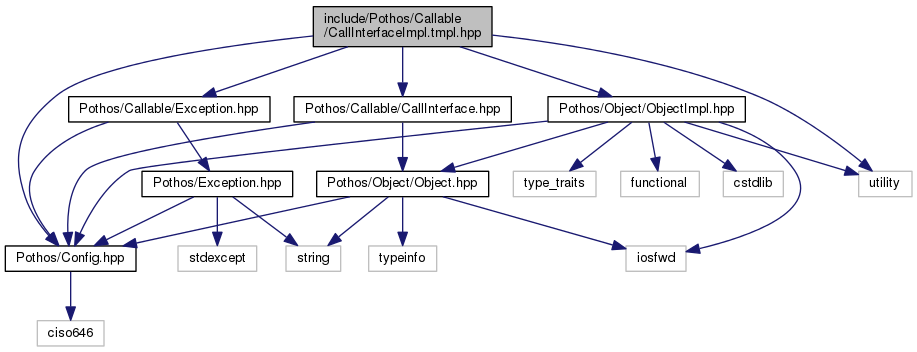 include/Pothos/Callable
/CallInterfaceImpl.tmpl.hpp
Pothos/Callable/Exception.hpp
Pothos/Callable/CallInterface.hpp
Pothos/Object/ObjectImpl.hpp
Pothos/Exception.hpp
Pothos/Object/Object.hpp
type_traits
functional
cstdlib
utility
Pothos/Config.hpp
stdexcept
string
typeinfo
iosfwd
ciso646